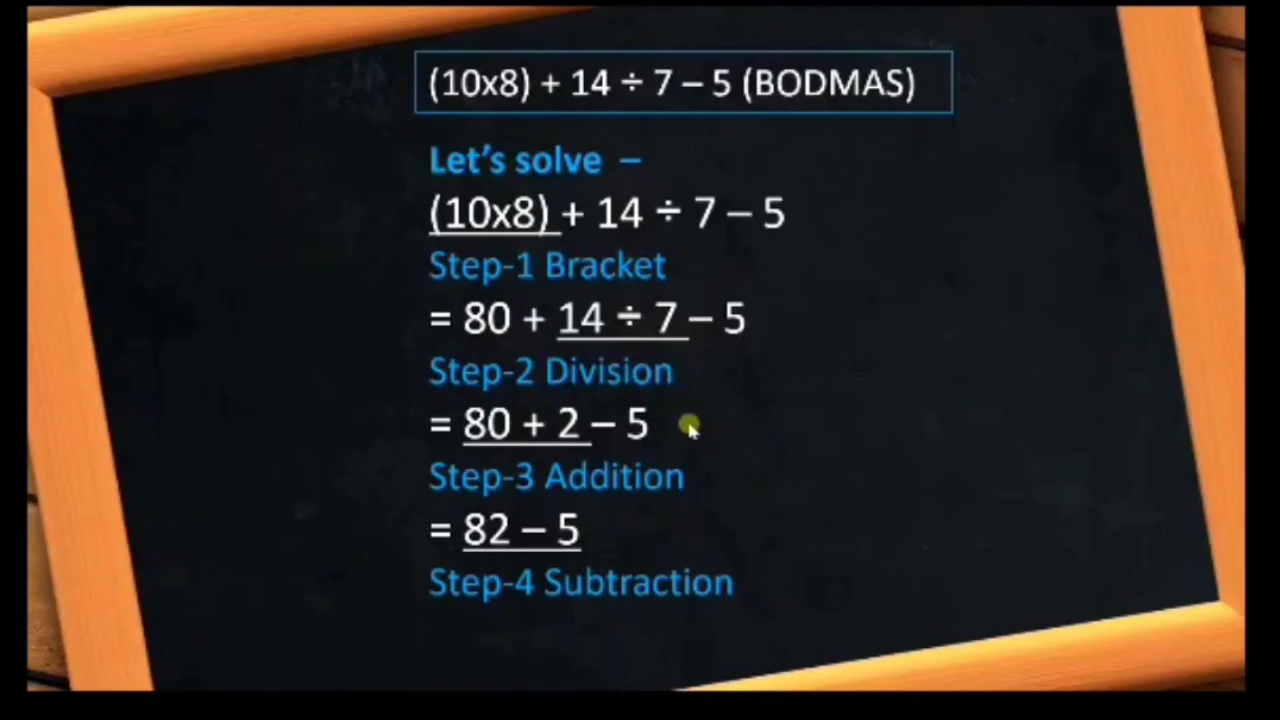 (10x8) + 14 ÷ 7 – 5 (BODMAS)
Let’s solve –
(10x8) + 14 ÷ 7 – 5
Step-1 Bracket
= 80 + 14 ÷ 7 – 5
Step-2 Division
= 80 + 2 – 5
Step-3 Addition
= 82 – 5
Step-4 Subtraction